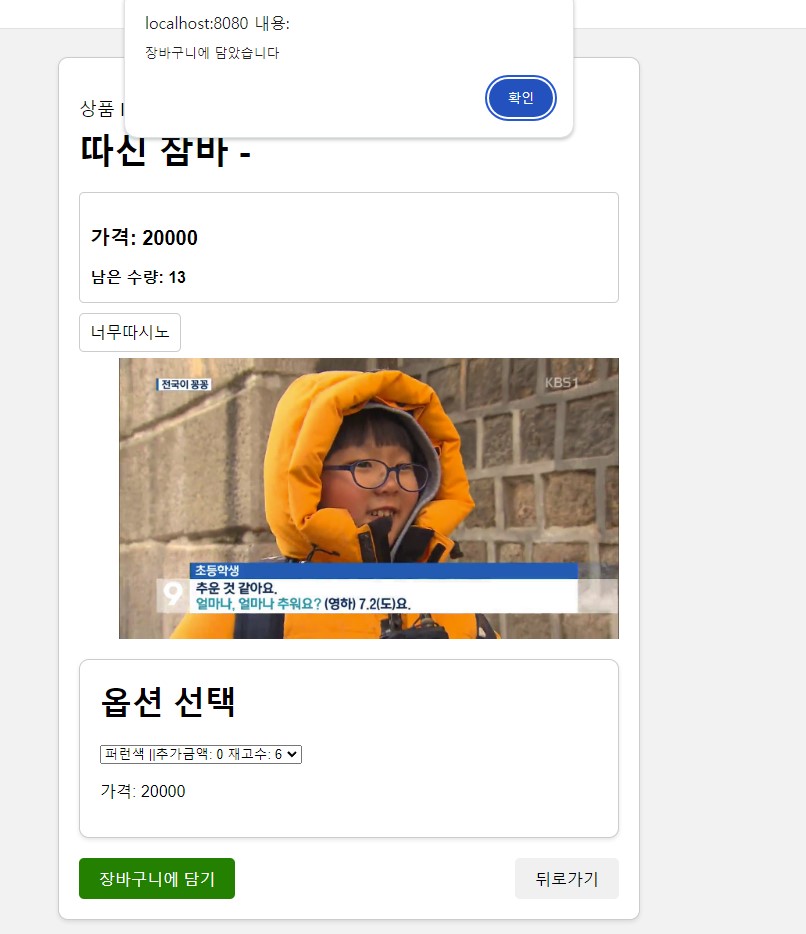 localhost:8080 내용:
장바구니에 담았습니다
확인
상품 I
따신 잠바 -
가격: 20000
남은 수량: 13
너무따시노
전국이 꽁꽁
KBS1
초등학생
9
추운 것 같아요.
얼마나, 얼마나 추워요? (영하) 7.2(도)요.
옵션 선택
퍼런색 ||추가금액: 0 재고수: 6
가격: 20000
장바구니에 담기
뒤로가기